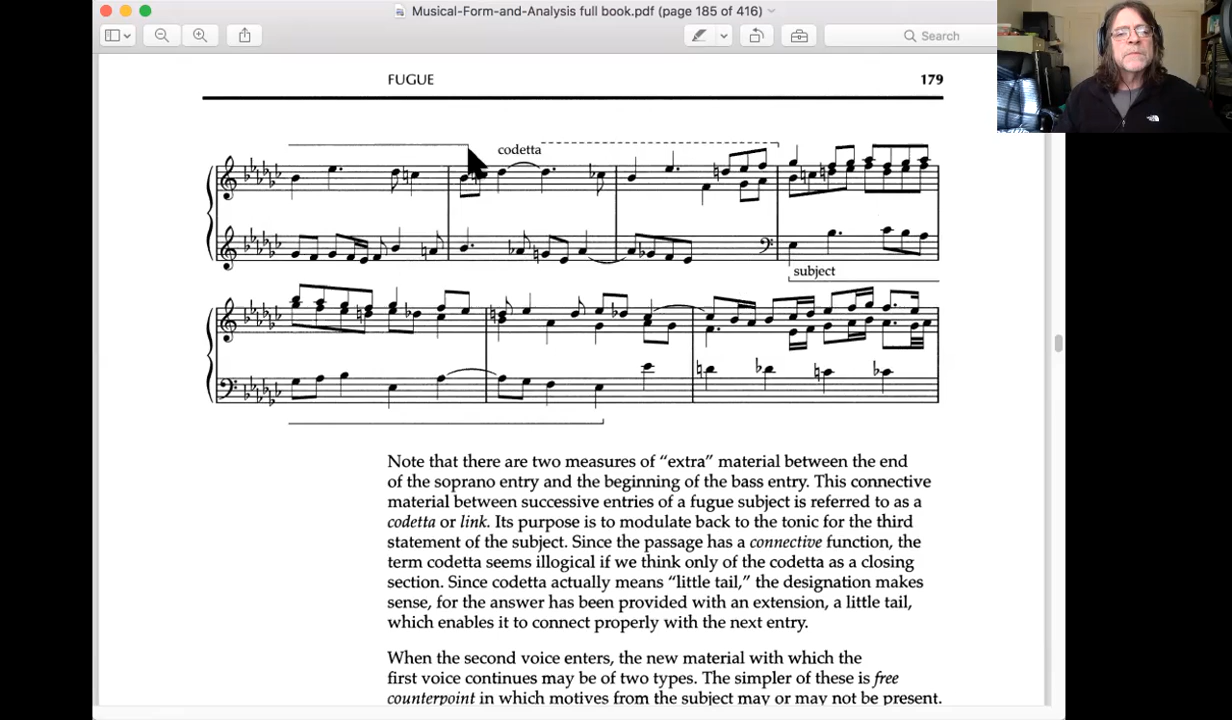 Musical-Form-and-Analysis full book.pdf (page 185 of 416)
Search
FUGUE 179
codetta
subject
Note that there are two measures of “extra” material between the end
of the soprano entry and the beginning of the bass entry. This connective
material between successive entries of a fugue subject is referred to as a
codetta or link. Its purpose is to modulate back to the tonic for the third
statement of the subject. Since the passage has a connective function, the
term codetta seems illogical if we think only of the codetta as a closing
section. Since codetta actually means “little tail,” the designation makes
sense, for the answer has been provided with an extension, a little tail,
which enables it to connect properly with the next entry.
When the second voice enters, the new material with which the
first voice continues may be of two types. The simpler of these is free
counterpoint in which motives from the subject may or may not be present.